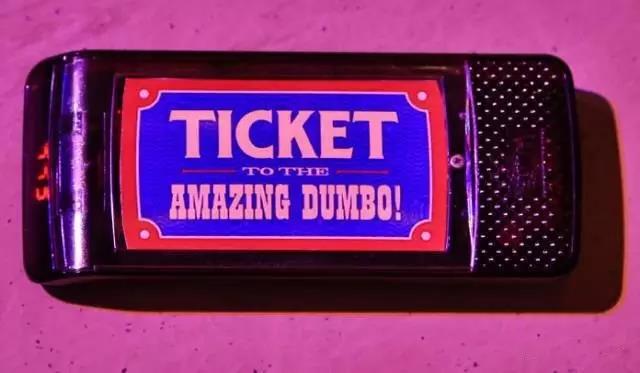 TICKET
TO THE
AMAZING DUMBO!